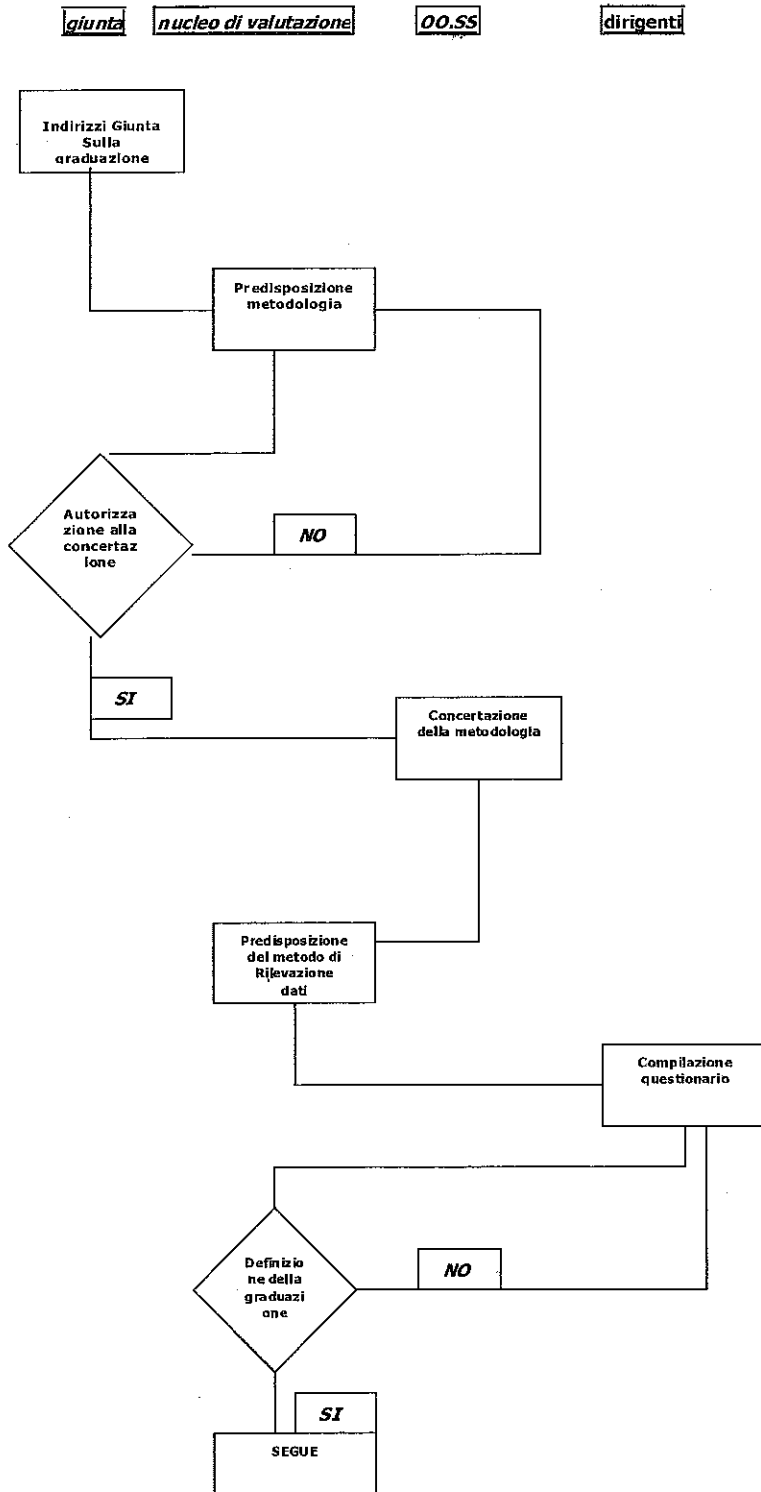 giunta nucleo di valutazione OO.SS dirigenti
Indirizzi Giunta
Sulla
graduazione
Predisposizione
metodologia
Autorizza
zione alla
concertaz
ione
NO
SI
Concertazione
della metodologia
Predisposizione
del metodo di
Rilevazione
dati
Compilazione
questionario
Definizio
ne della
graduazi
one
NO
SI
SEGUE